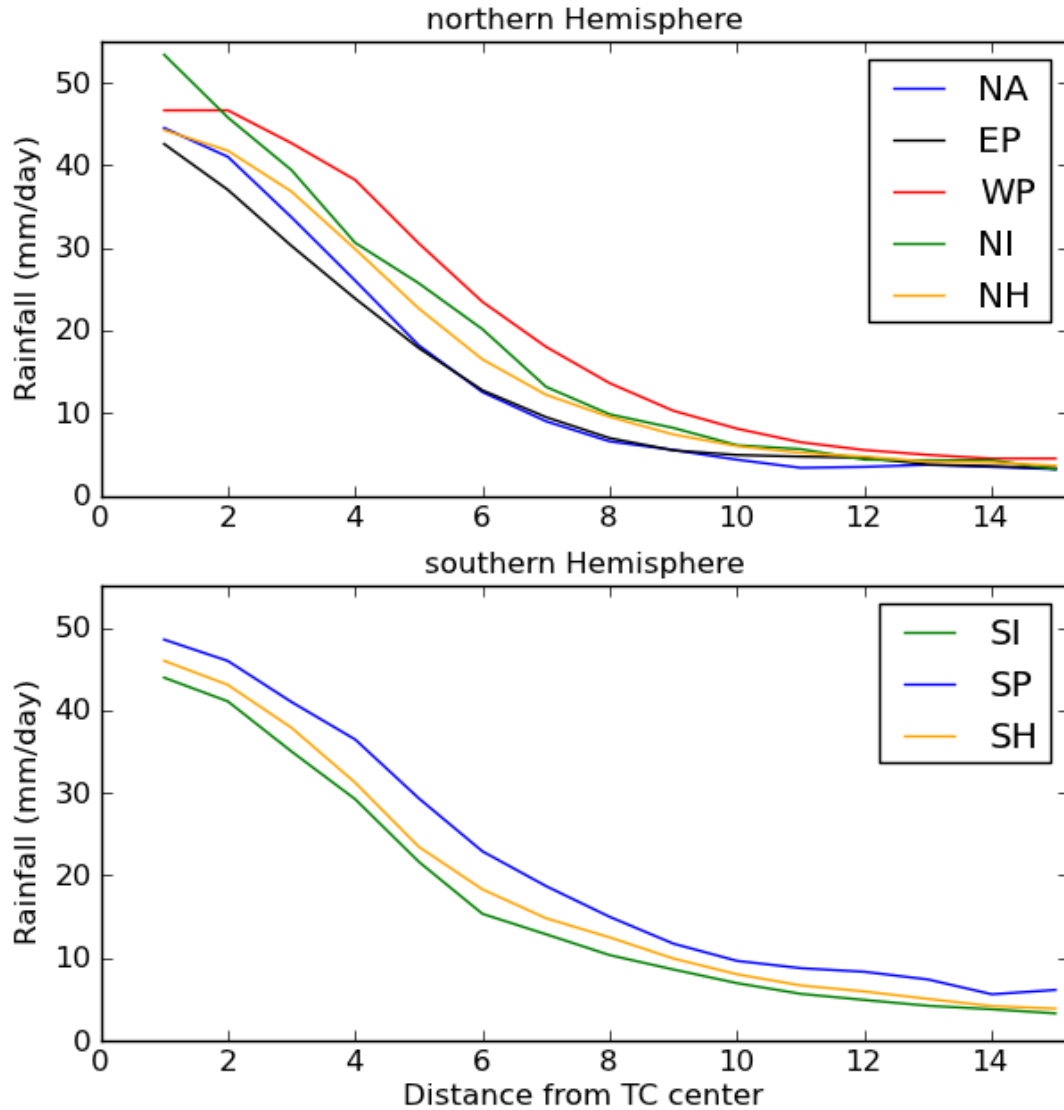 northern Hemisphere
50
40
30
20
10
0
Rainfall (mm/day)
NA
EP
WP
NI
NH
0 2 4 6 8 10 12 14
southern Hemisphere
50
40
30
20
10
0
Rainfall (mm/day)
SI
SP
SH
0 2 4 6 8 10 12 14
Distance from TC center